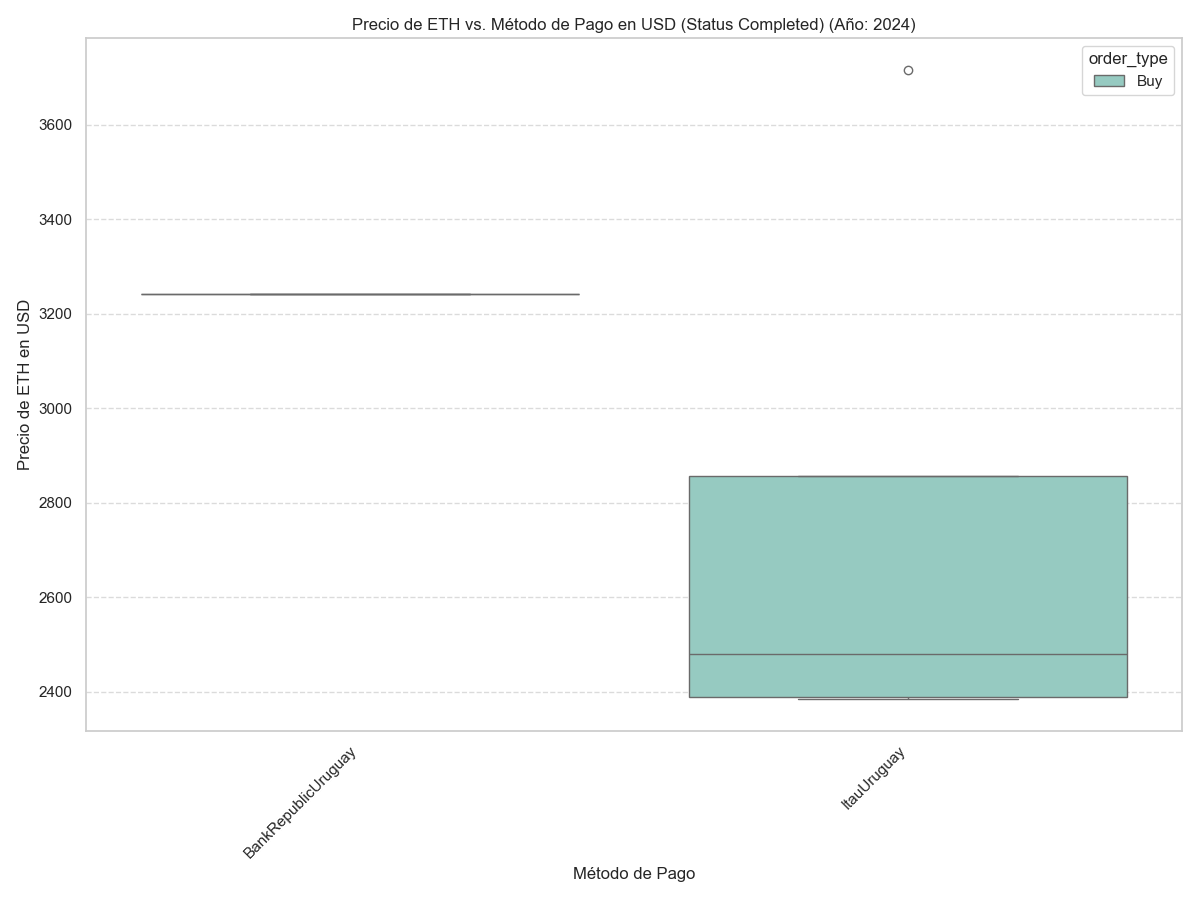 Precio de ETH vs. Método de Pago en USD (Status Completed) (Año: 2024)
order_type
Buy
Precio de ETH en USD
3600
3400
3200
3000
2800
2600
2400
BankRepublicUruguay
ItauUruguay
Método de Pago